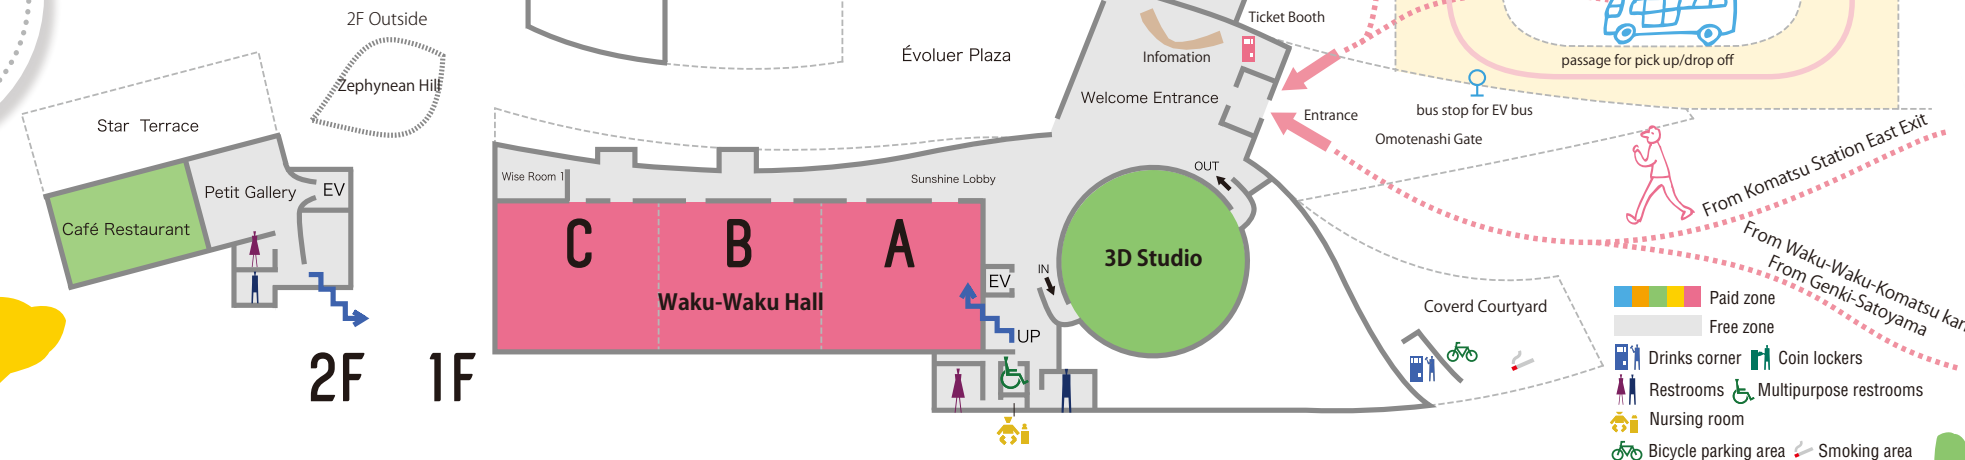 2F Outside
Zephynean Hill
Star Terrace
Petit Gallery
EV
Café Restaurant
2F
1F
Évoluer Plaza
Ticket Booth
Infomation
Welcome Entrance
Entrance
passage for pick up/drop off
bus stop for EV bus
Omotenashi Gate
Wise Room 1
Sunshine Lobby
OUT
C
B
A
Waku-Waku Hall
EV
IN
UP
3D Studio
From Komatsu Station East Exit
From Waku-Waku-Komatsu kan
From Genki-Satoyama
Coverd Courtyard
Paid zone
Free zone
Drinks corner
Coin lockers
Restrooms
Multipurpose restrooms
Nursing room
Bicycle parking area
Smoking area